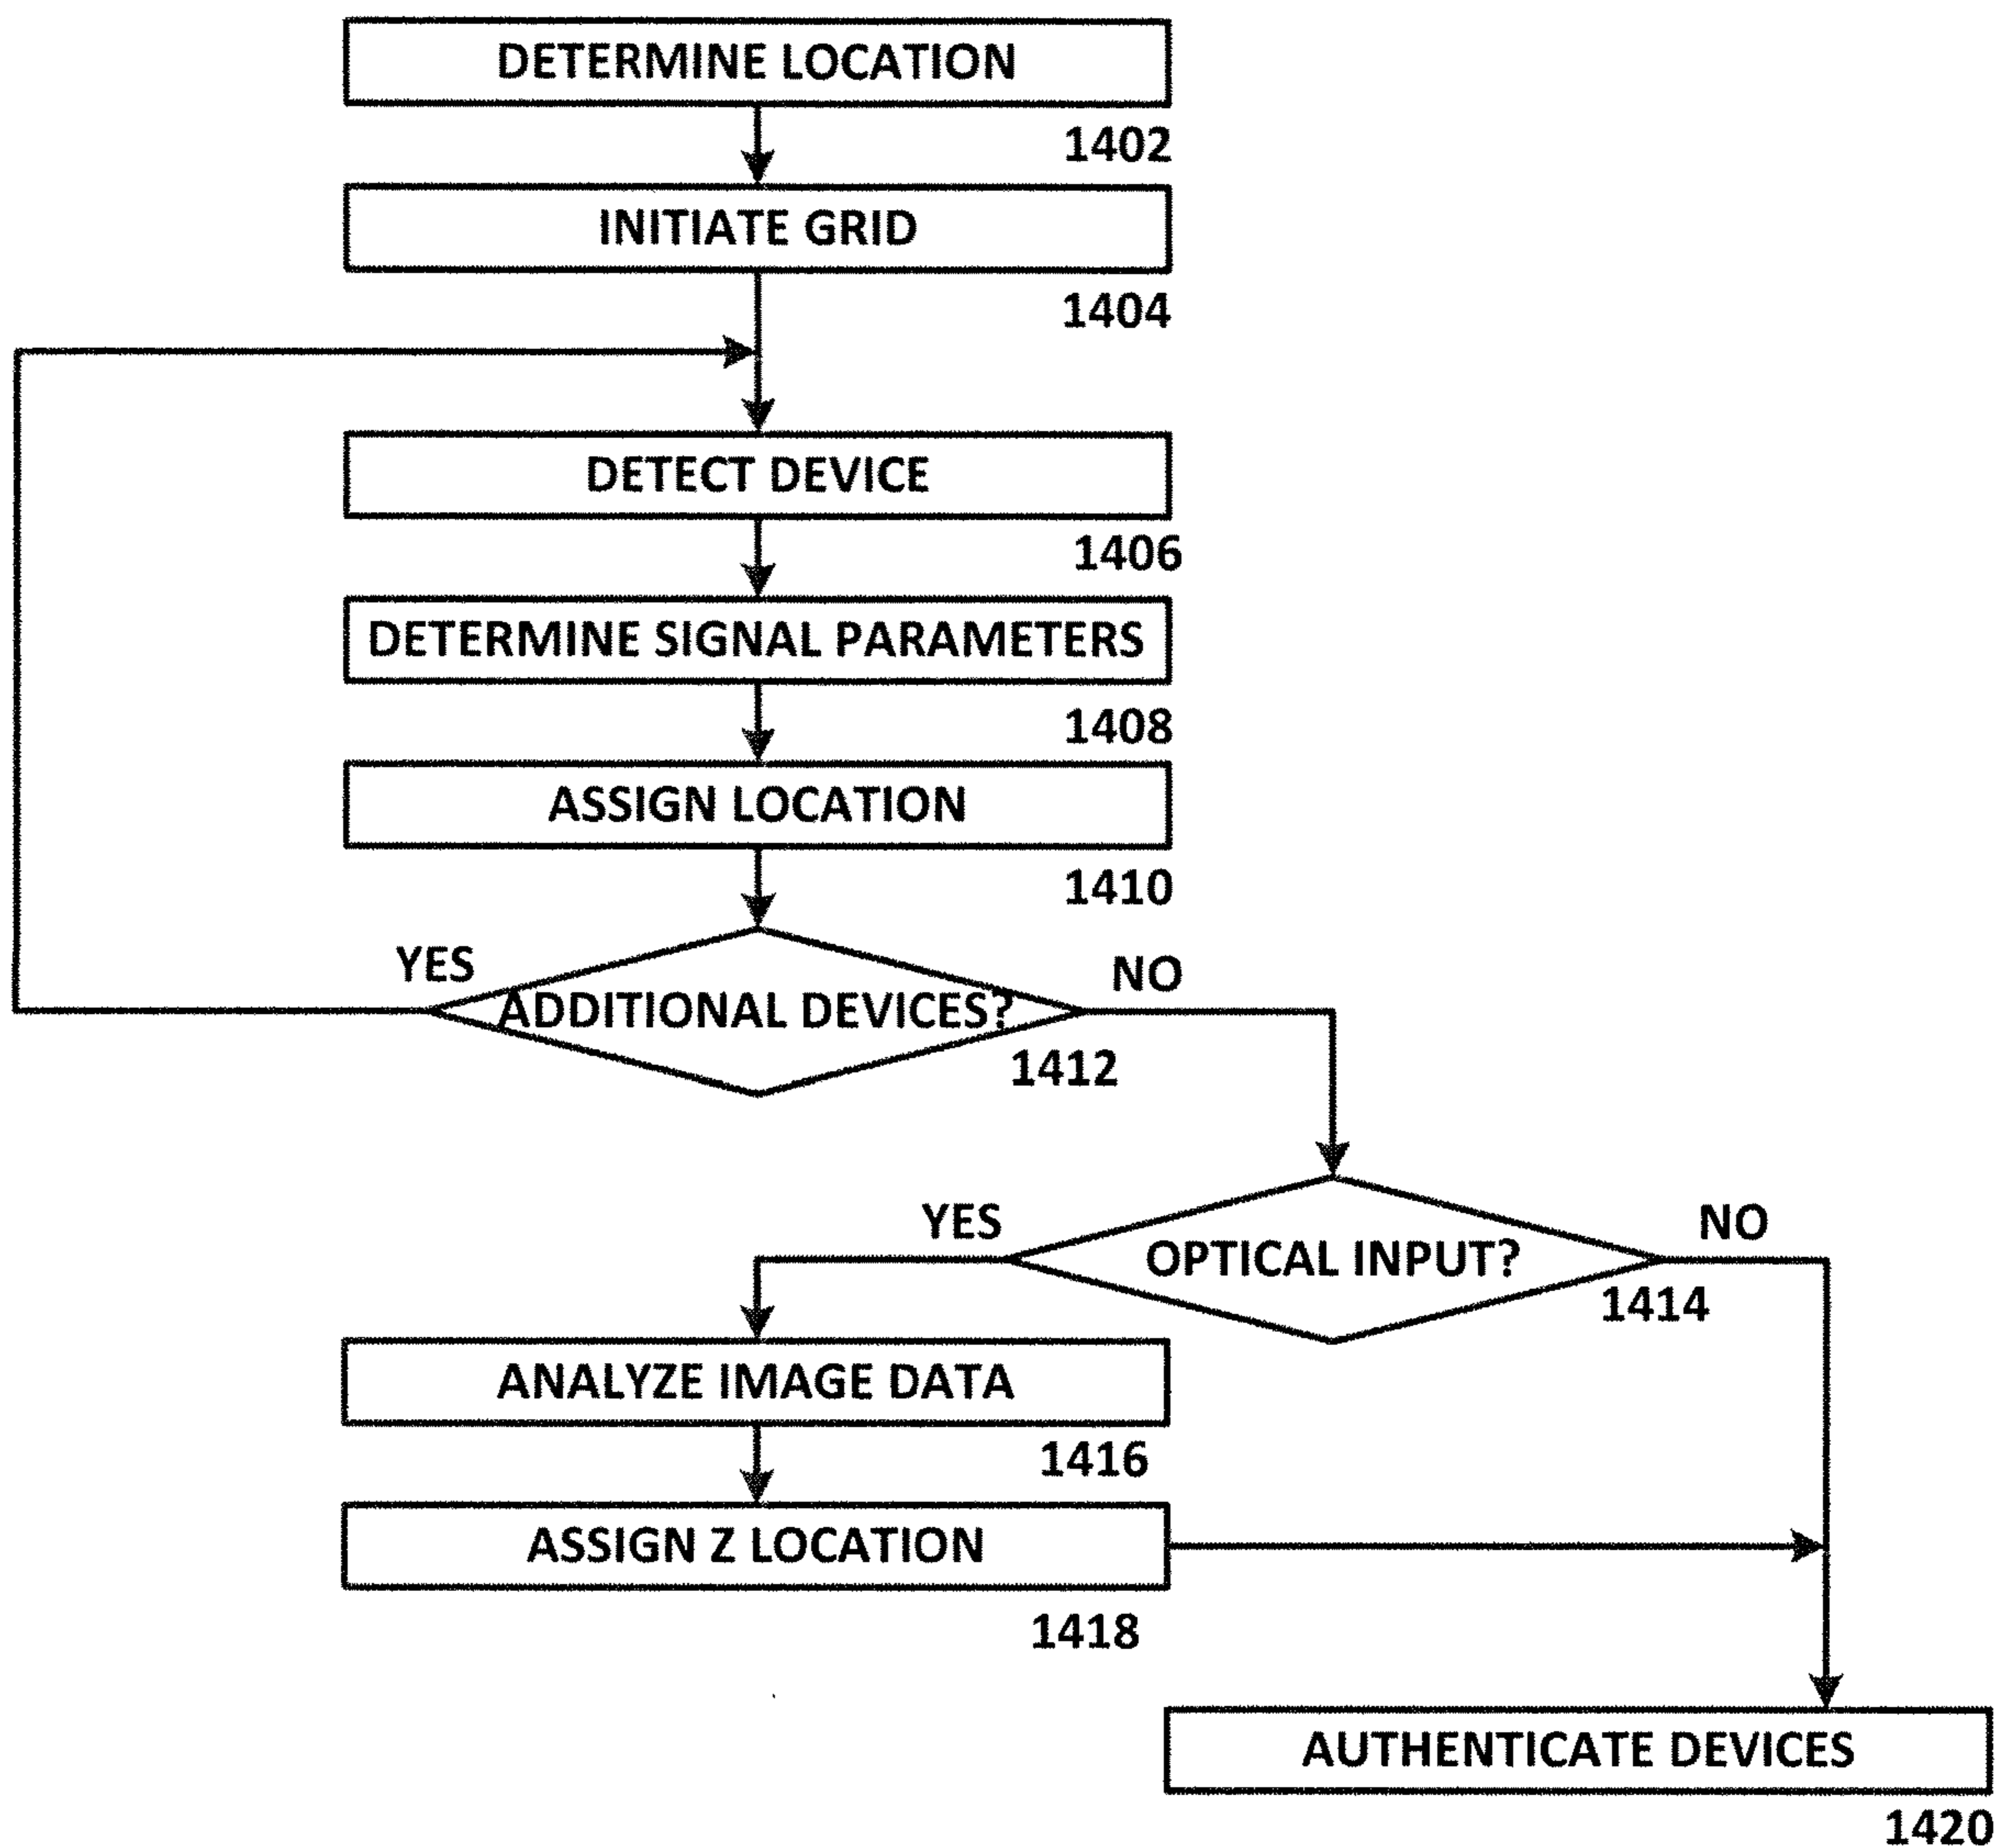 DETERMINE LOCATION
1402
INITIATE GRID
1404
DETECT DEVICE
1406
DETERMINE SIGNAL PARAMETERS
1408
ASSIGN LOCATION
1410
YES
NO
ADDITIONAL DEVICES?
1412
YES
NO
OPTICAL INPUT?
1414
ANALYZE IMAGE DATA
1416
ASSIGN Z LOCATION
1418
AUTHENTICATE DEVICES
1420